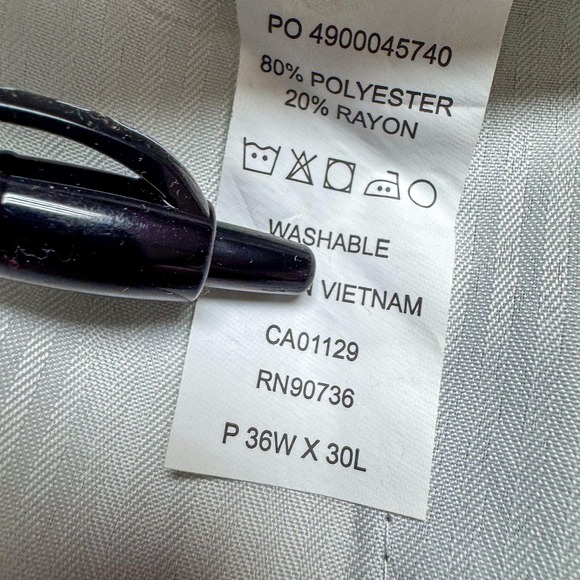 PO 4900045740
80% POLYESTER
20% RAYON
WASHABLE
VIETNAM
CA01129
RN90736
P 36W X 30L